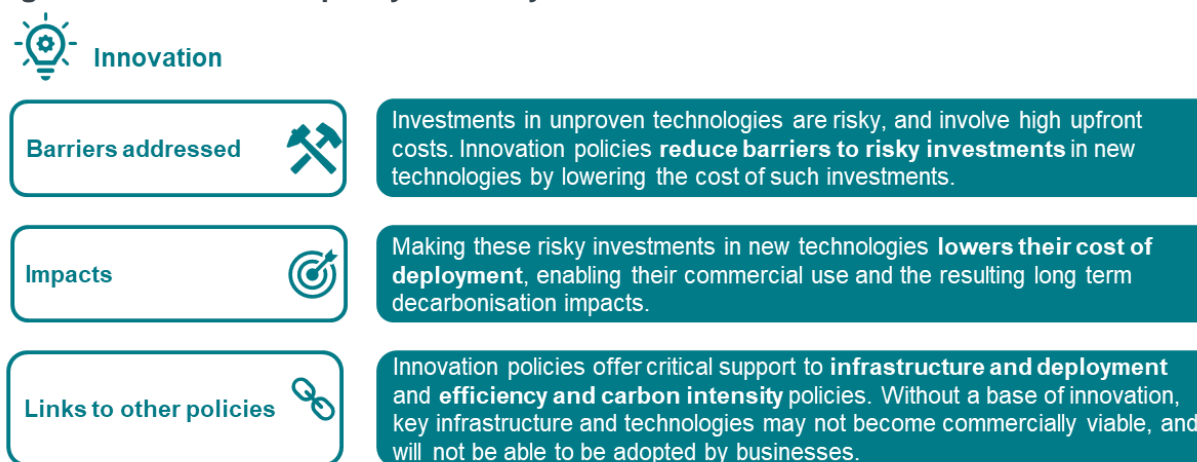 Innovation
Barriers addressed
Investments in unproven technologies are risky, and involve high upfront
costs. Innovation policies reduce barriers to risky investments in new
technologies by lowering the cost of such investments.
Impacts
Making these risky investments in new technologies lowers their cost of
deployment, enabling their commercial use and the resulting long term
decarbonisation impacts.
Links to other policies
Innovation policies offer critical support to infrastructure and deployment
and efficiency and carbon intensity policies. Without a base of innovation,
key infrastructure and technologies may not become commercially viable, and
will not be able to be adopted by businesses.